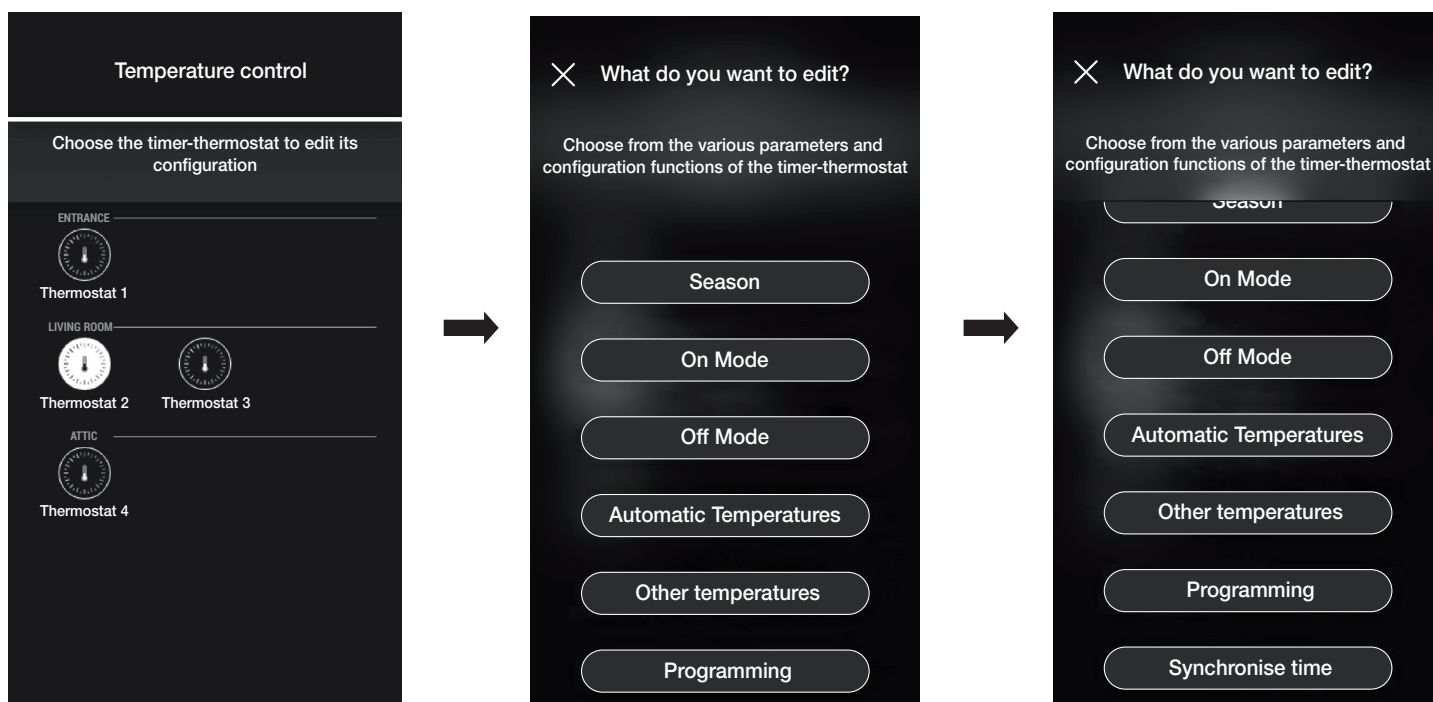 Temperature control
Choose the timer-thermostat to edit its
configuration
ENTRANCE
Thermostat 1
LIVING ROOM
Thermostat 2
Thermostat 3
ATTIC
Thermostat 4
What do you want to edit?
Choose from the various parameters and
configuration functions of the timer-thermostat
Season
On Mode
Off Mode
Automatic Temperatures
Other temperatures
Programming
What do you want to edit?
Choose from the various parameters and
configuration functions of the timer-thermostat
Season
On Mode
Off Mode
Automatic Temperatures
Other temperatures
Programming
Synchronise time